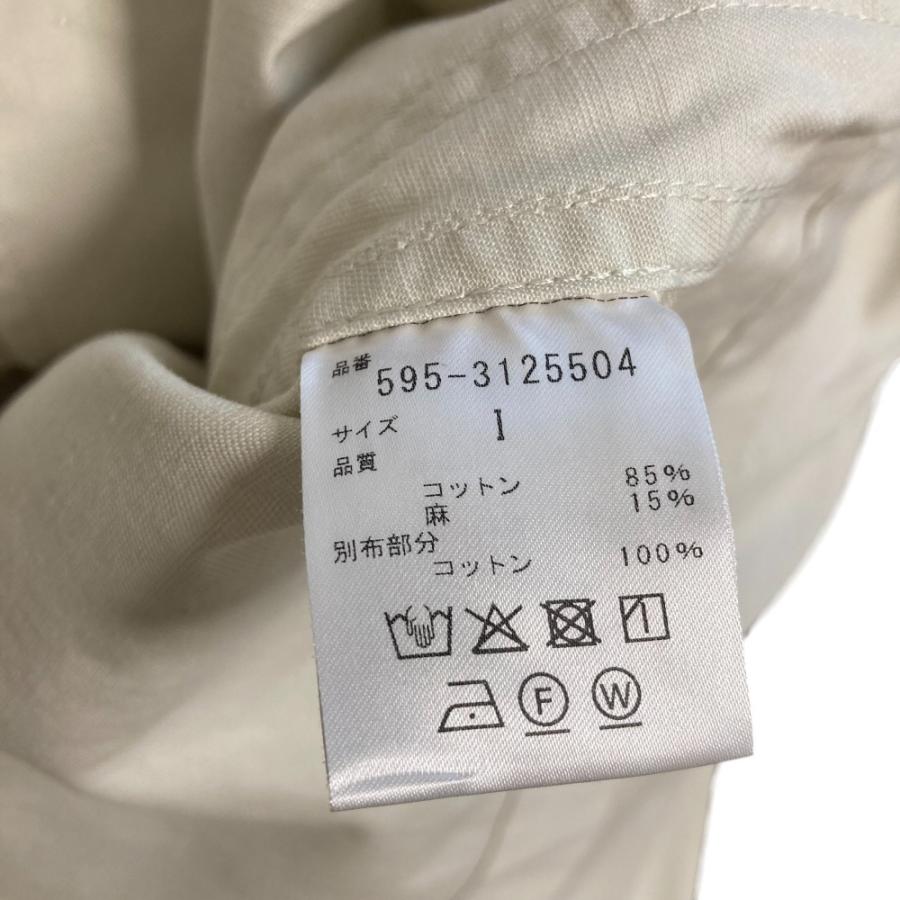 品番 595-3125504
サイズ I
品質
コットン 85%
麻 15%
別布部分
コットン 100%
F W